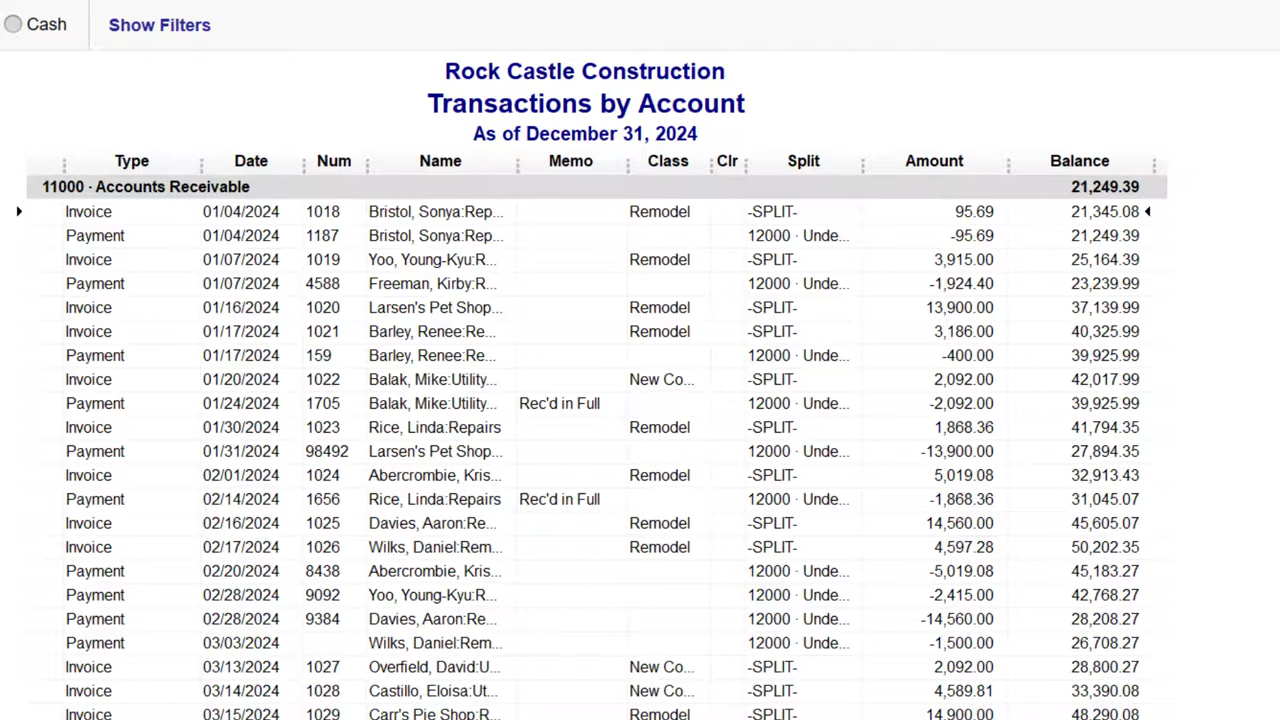 Cash Show Filters
Rock Castle Construction
Transactions by Account
As of December 31, 2024
Type Date Num Name Memo Class Clr Split Amount Balance
11000 · Accounts Receivable 21,249.39
Invoice 01/04/2024 1018 Bristol, Sonya:Rep... Remodel -SPLIT- 95.69 21,345.08
Payment 01/04/2024 1187 Bristol, Sonya:Rep... 12000 · Unde... -95.69 21,249.39
Invoice 01/07/2024 1019 Yoo, Young-Kyu:R... Remodel -SPLIT- 3,915.00 25,164.39
Payment 01/07/2024 4588 Freeman, Kirby:R... 12000 · Unde... -1,924.40 23,239.99
Invoice 01/16/2024 1020 Larsen's Pet Shop... Remodel -SPLIT- 13,900.00 37,139.99
Invoice 01/17/2024 1021 Barley, Renee:Re... Remodel -SPLIT- 3,186.00 40,325.99
Payment 01/17/2024 159 Barley, Renee:Re... 12000 · Unde... -400.00 39,925.99
Invoice 01/20/2024 1022 Balak, Mike:Utility... New Co... -SPLIT- 2,092.00 42,017.99
Payment 01/24/2024 1705 Balak, Mike:Utility... Rec'd in Full 12000 · Unde... -2,092.00 39,925.99
Invoice 01/30/2024 1023 Rice, Linda:Repairs Remodel -SPLIT- 1,868.36 41,794.35
Payment 01/31/2024 98492 Larsen's Pet Shop... 12000 · Unde... -13,900.00 27,894.35
Invoice 02/01/2024 1024 Abercrombie, Kris... Remodel -SPLIT- 5,019.08 32,913.43
Payment 02/14/2024 1656 Rice, Linda:Repairs Rec'd in Full 12000 · Unde... -1,868.36 31,045.07
Invoice 02/16/2024 1025 Davies, Aaron:Re... Remodel -SPLIT- 14,560.00 45,605.07
Invoice 02/17/2024 1026 Wilks, Daniel:Rem... Remodel -SPLIT- 4,597.28 50,202.35
Payment 02/20/2024 8438 Abercrombie, Kris... 12000 · Unde... -5,019.08 45,183.27
Payment 02/28/2024 9092 Yoo, Young-Kyu:R... 12000 · Unde... -2,415.00 42,768.27
Payment 02/28/2024 9384 Davies, Aaron:Re... 12000 · Unde... -14,560.00 28,208.27
Payment 03/03/2024 Wilks, Daniel:Rem... 12000 · Unde... -1,500.00 26,708.27
Invoice 03/13/2024 1027 Overfield, David:U... New Co... -SPLIT- 2,092.00 28,800.27
Invoice 03/14/2024 1028 Castillo, Eloisa:Ut... New Co... -SPLIT- 4,589.81 33,390.08
Invoice 03/15/2024 1029 Carr's Pie Shop:R... Remodel -SPLIT- 14,900.00 48,290.08